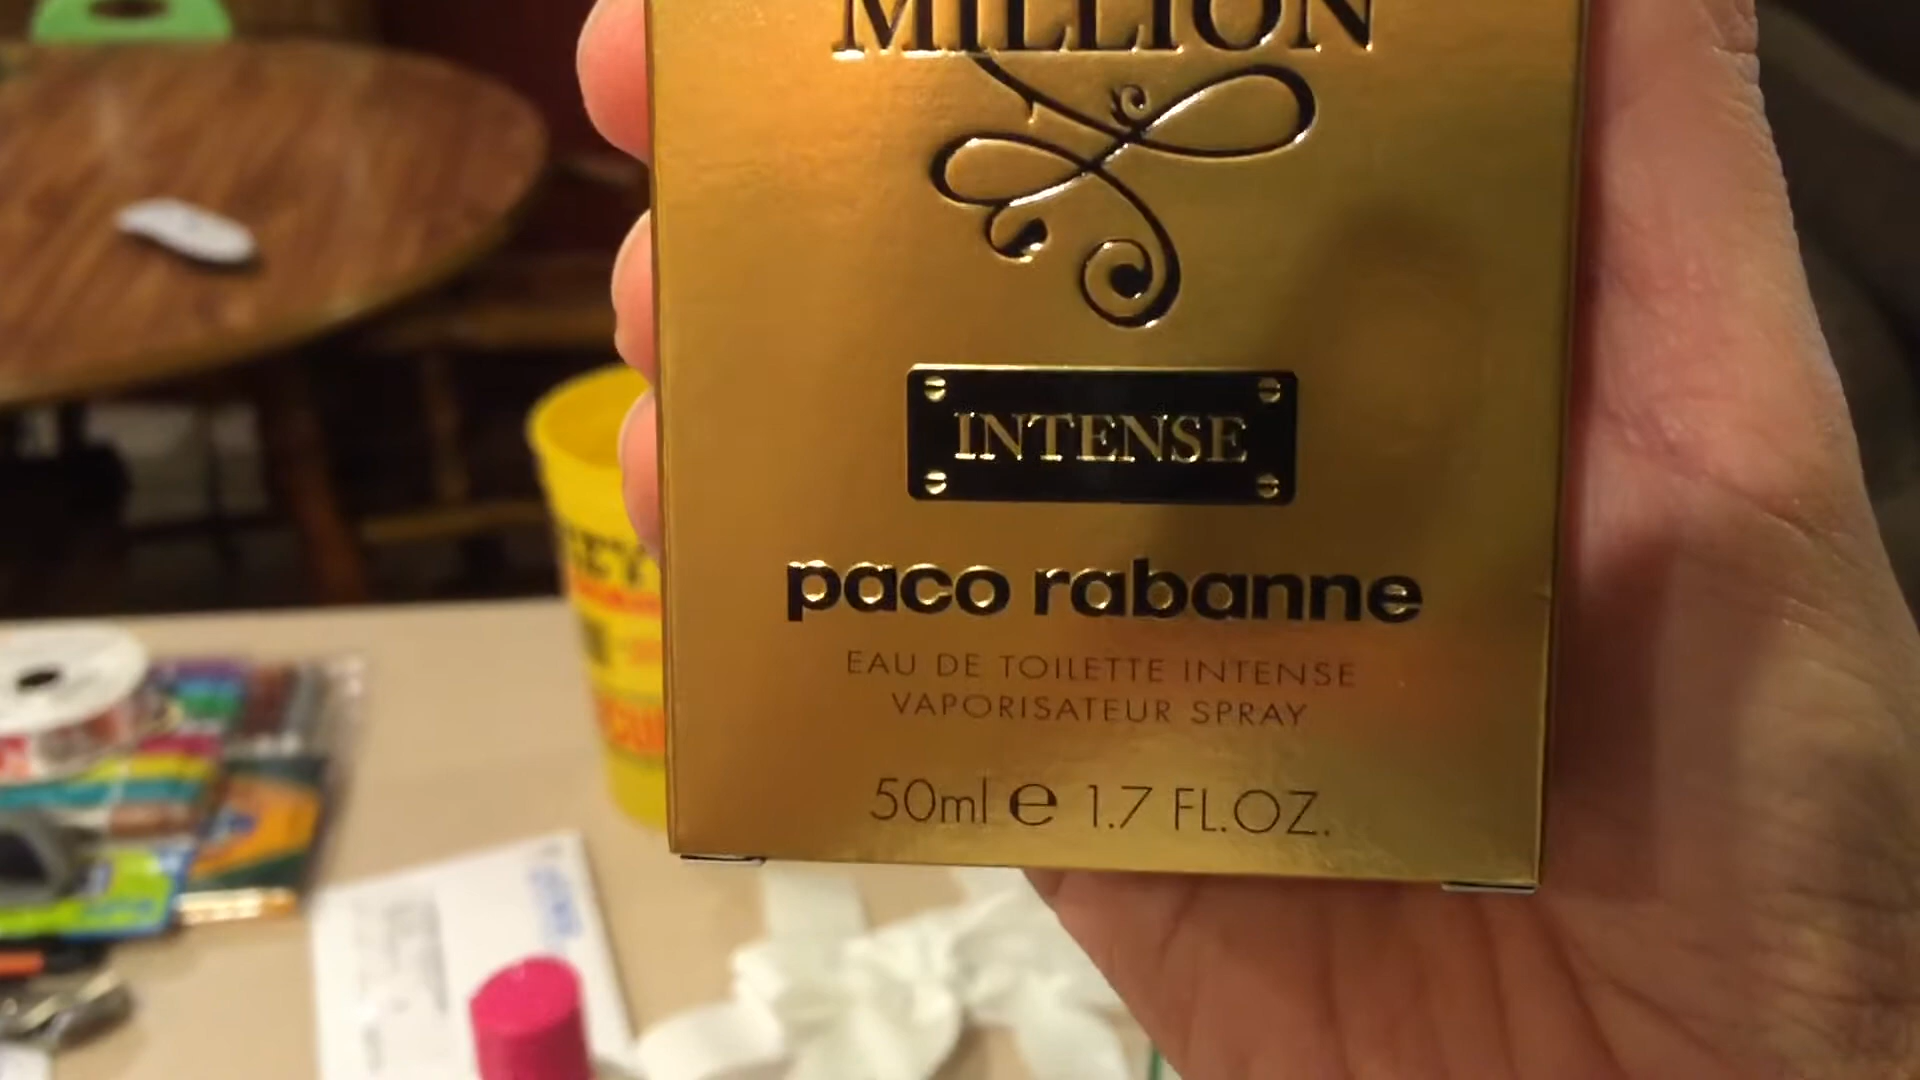 MILLION
INTENSE
paco rabanne
EAU DE TOILETTE INTENSE
VAPORISATEUR SPRAY
50ml e 1.7 FL.OZ.